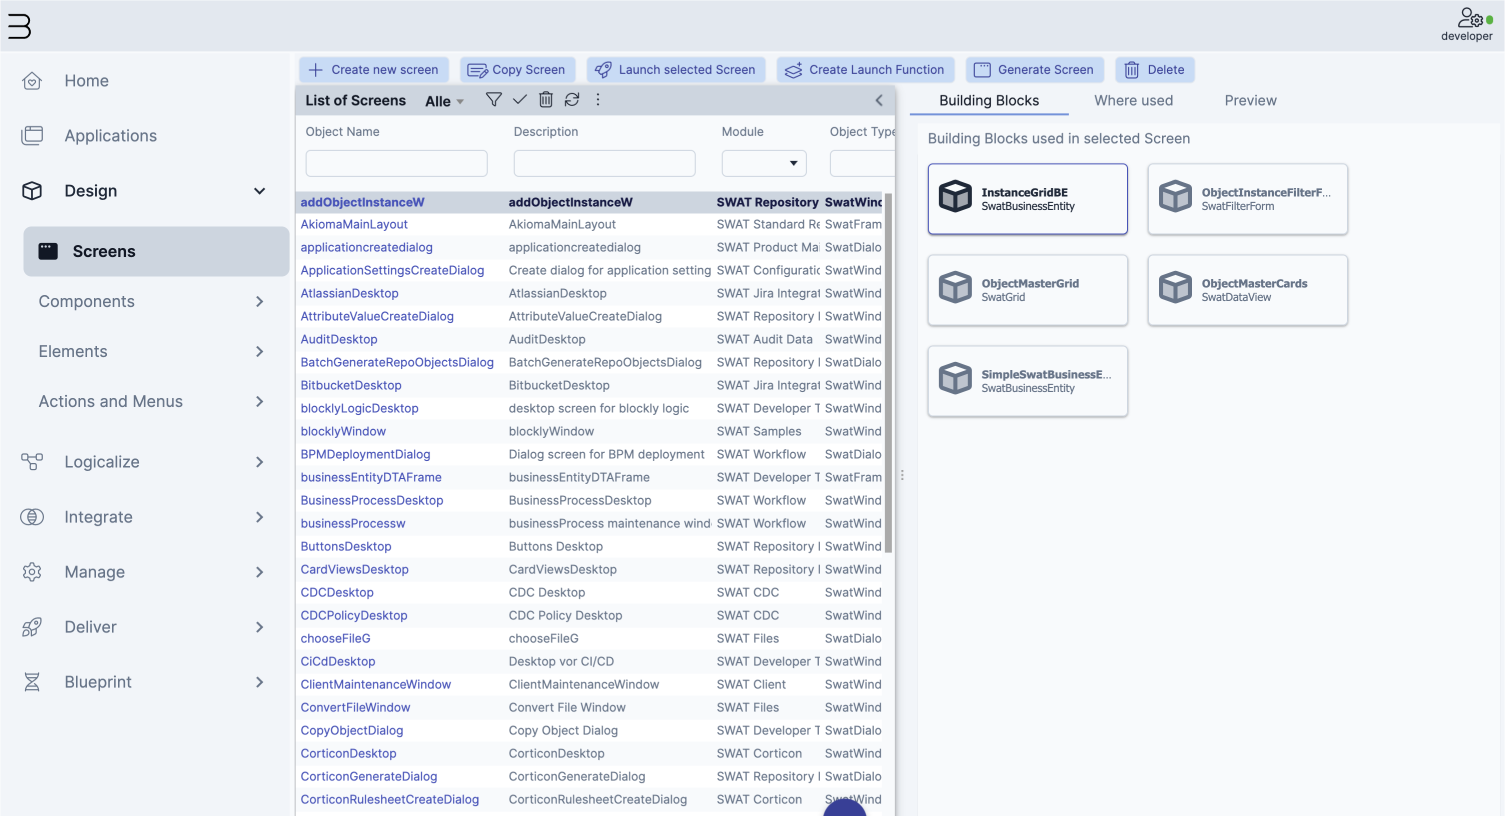 developer
Home
Applications
Design
Screens
Components
Elements
Actions and Menus
Logicalize
Integrate
Manage
Deliver
Blueprint
Create new screen
Copy Screen
Launch selected Screen
Create Launch Function
Generate Screen
Delete
List of Screens Alle
Object Name Description Module Object Type
addObjectInstanceW addObjectInstanceW SWAT Repository SwatWind
AkiomaMainLayout AkiomaMainLayout SWAT Standard Re SwatFram
applicationcreatedialog applicationcreatedialog SWAT Product Mai SwatDialo
ApplicationSettingsCreateDialog Create dialog for application setting SWAT Configuratic SwatWind
AtlassianDesktop AtlassianDesktop SWAT Jira Integrat SwatWind
AttributeValueCreateDialog AttributeValueCreateDialog SWAT Repository SwatWind
AuditDesktop AuditDesktop SWAT Audit Data SwatWind
BatchGenerateRepoObjectsDialog BatchGenerateRepoObjectsDialog SWAT Repository SwatDialo
BitbucketDesktop BitbucketDesktop SWAT Jira Integrat SwatWind
blocklyLogicDesktop desktop screen for blockly logic SWAT Developer T SwatWind
blocklyWindow blocklyWindow SWAT Samples SwatWind
BPMDeploymentDialog Dialog screen for BPM deployment SWAT Workflow SwatDialo
businessEntityDTAFrame businessEntityDTAFrame SWAT Developer T SwatFram
BusinessProcessDesktop BusinessProcessDesktop SWAT Workflow SwatWind
businessProcessw businessProcess maintenance wind SWAT Workflow SwatWind
ButtonsDesktop Buttons Desktop SWAT Repository SwatWind
CardViewsDesktop CardViewsDesktop SWAT Repository SwatWind
CDCDesktop CDC Desktop SWAT CDC SwatWind
CDCPolicyDesktop CDC Policy Desktop SWAT CDC SwatWind
chooseFileG chooseFileG SWAT Files SwatDialo
CiCdDesktop Desktop vor CI/CD SWAT Developer T SwatWind
ClientMaintenanceWindow ClientMaintenanceWindow SWAT Client SwatWind
ConvertFileWindow Convert File Window SWAT Files SwatWind
CopyObjectDialog Copy Object Dialog SWAT Developer T SwatDialo
CorticonDesktop CorticonDesktop SWAT Corticon SwatWind
CorticonGenerateDialog CorticonGenerateDialog SWAT Repository SwatDialo
CorticonRulesheetCreateDialog CorticonRulesheetCreateDialog SWAT Corticon SwatWind
Building Blocks Where used Preview
Building Blocks used in selected Screen
InstanceGridBE
SwatBusinessEntity
ObjectInstanceFilterF...
SwatFilterForm
ObjectMasterGrid
SwatGrid
ObjectMasterCards
SwatDataView
SimpleSwatBusinessE...
SwatBusinessEntity